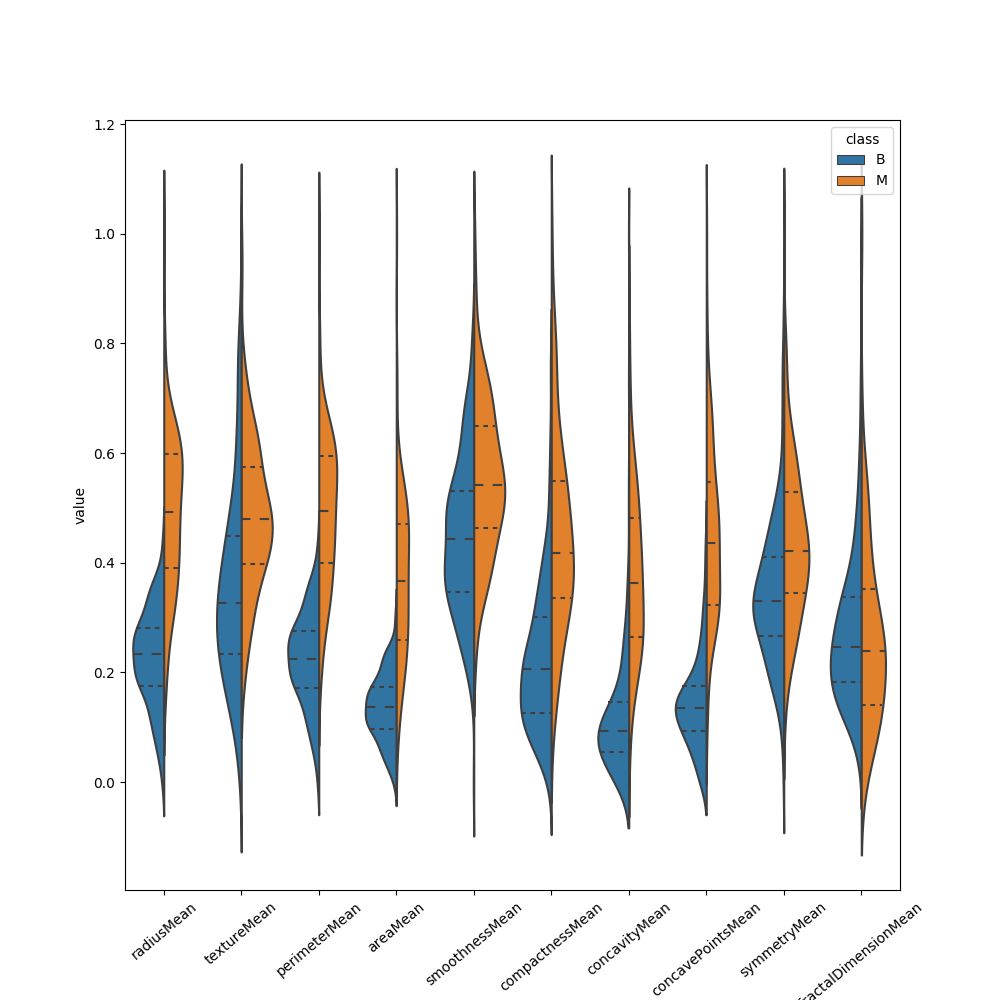 class
B
M
1.2
1.0
0.8
0.6
0.4
0.2
0.0
value
radiusMean
textureMean
perimeterMean
areaMean
smoothnessMean
compactnessMean
concavityMean
concavePointsMean
symmetryMean
fractalDimensionMean